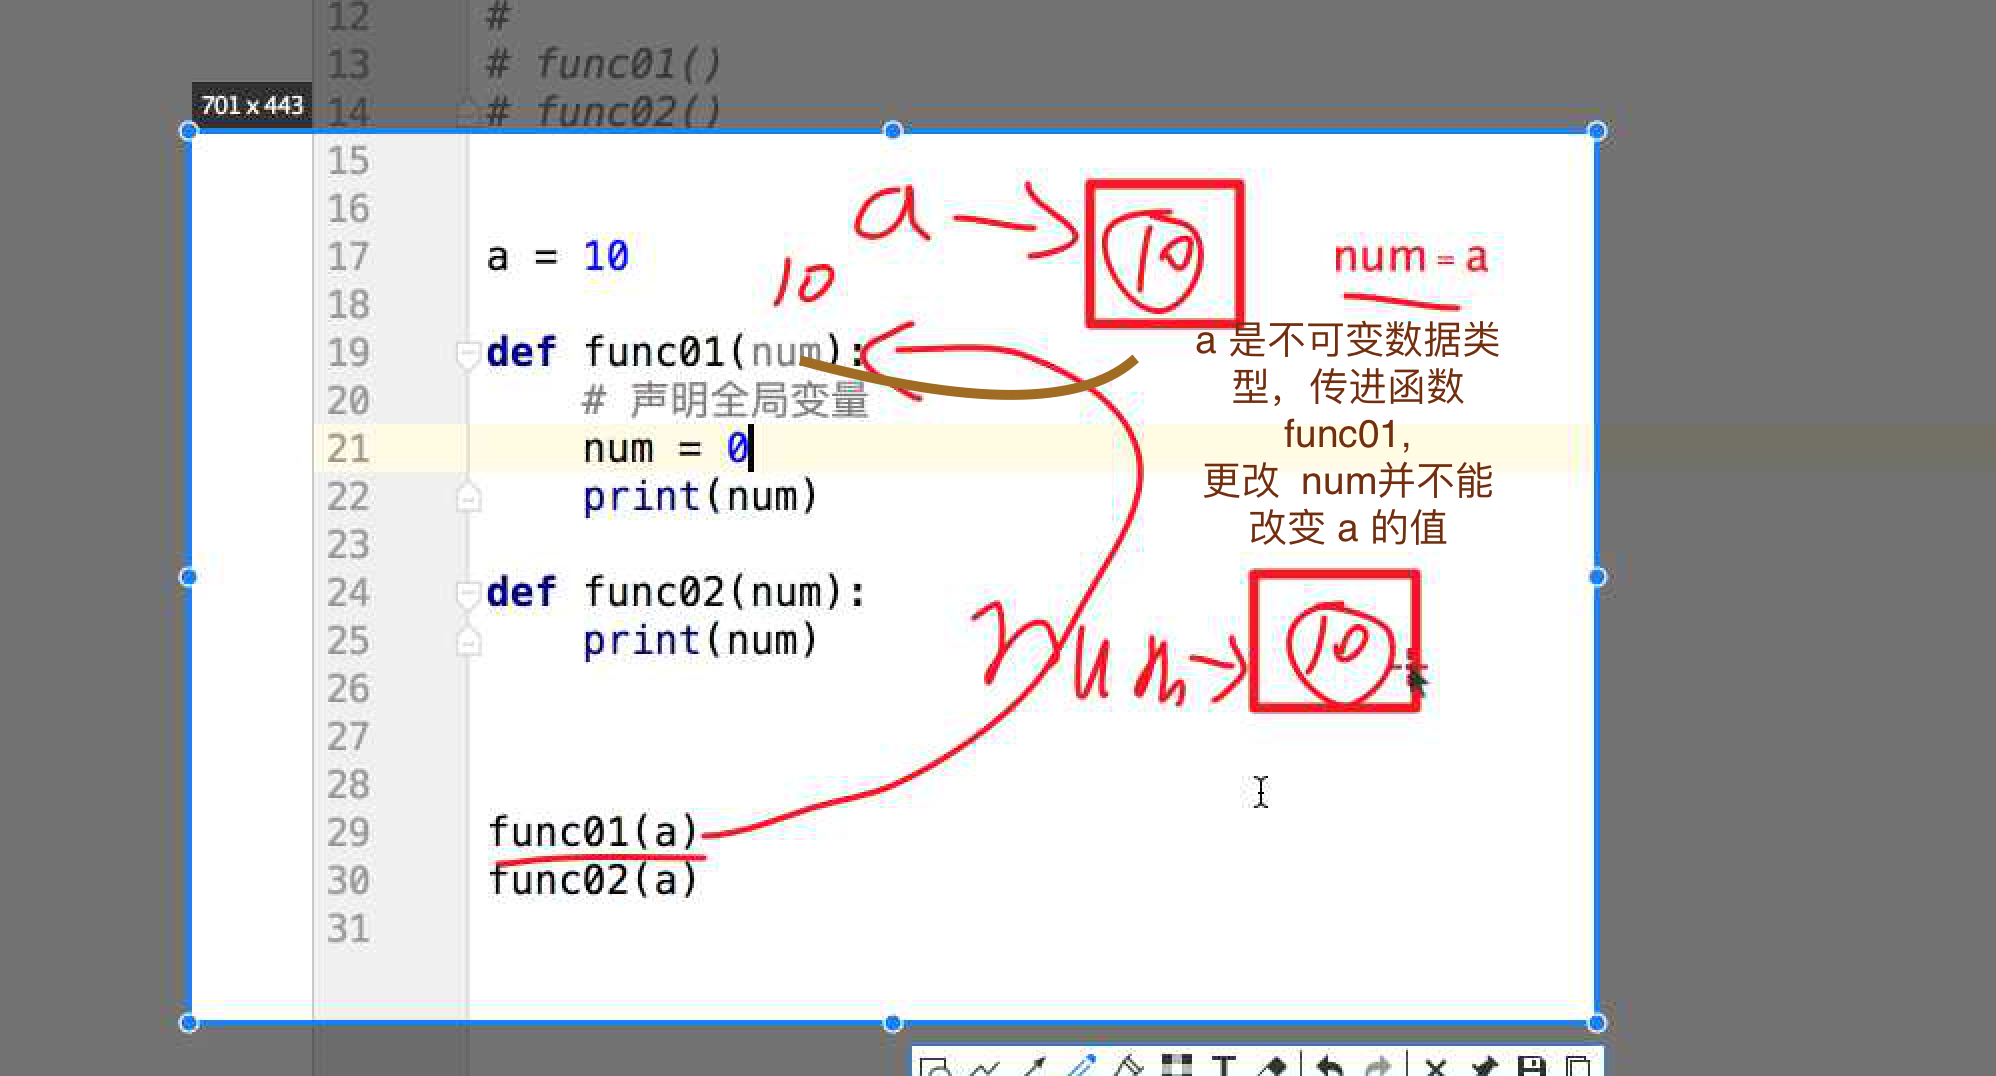 12 #
13 # func01()
701 x 443
14 # func02()
15
16
a
10
17 a = 10
10
num = a
18
19 def func01(num):
a 是不可变数据类
型，传进函数
func01,
更改 num并不能
改变 a 的值
20 # 声明全局变量
21 num = 0
22 print(num)
23
24 def func02(num):
25 print(num)
num
10
26
27
28
29 func01(a)
30 func02(a)
31
T